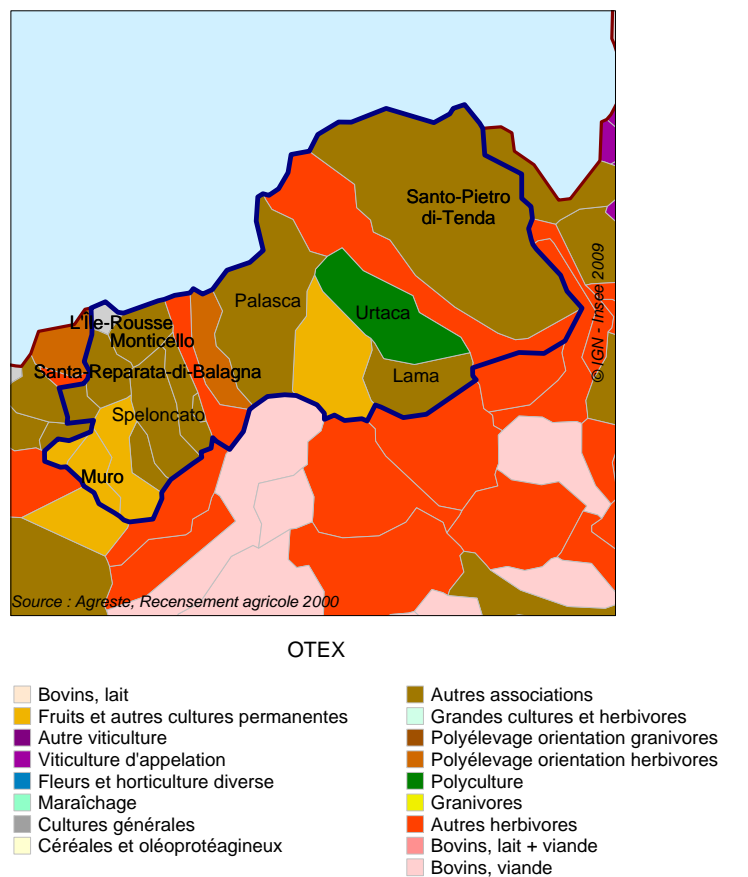 Santo-Pietro
di-Tenda
© IGN - Insee 2009
Palasca
L'Île-Rousse
Urtaca
Monticello
Santa-Reparata-di-Balagna
Lama
Speloncato
Muro
Source : Agreste, Recensement agricole 2000
OTEX
Bovins, lait
Fruits et autres cultures permanentes
Autre viticulture
Viticulture d'appelation
Fleurs et horticulture diverse
Maraîchage
Cultures générales
Céréales et oléoprotéagineux
Autres associations
Grandes cultures et herbivores
Polyélevage orientation granivores
Polyélevage orientation herbivores
Polyculture
Granivores
Autres herbivores
Bovins, lait + viande
Bovins, viande